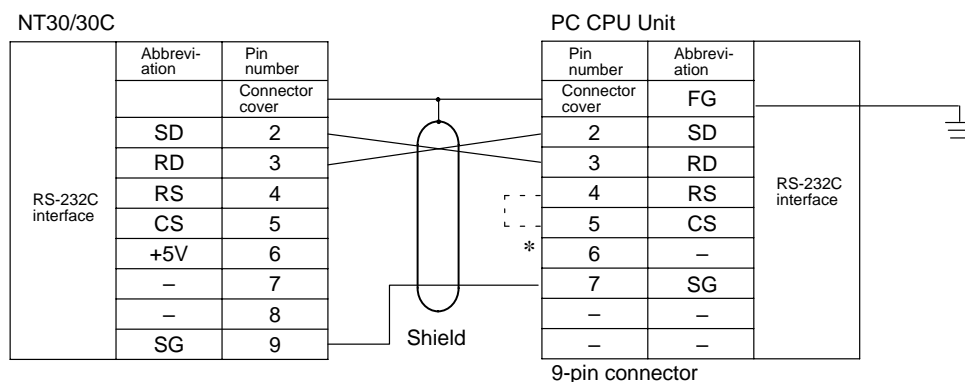 NT30/30C
PC CPU Unit
Abbrevi-
ation
Pin
number
Pin
number
Abbrevi-
ation
Connector
cover
Connector
cover
FG
SD 2 2 SD
RD 3 3 RD
RS 4 4 RS
RS-232C
interface
RS-232C
interface
CS 5 5 CS
+5V 6 * 6 –
– 7 7 SG
– 8 – –
SG 9 Shield – –
9-pin connector